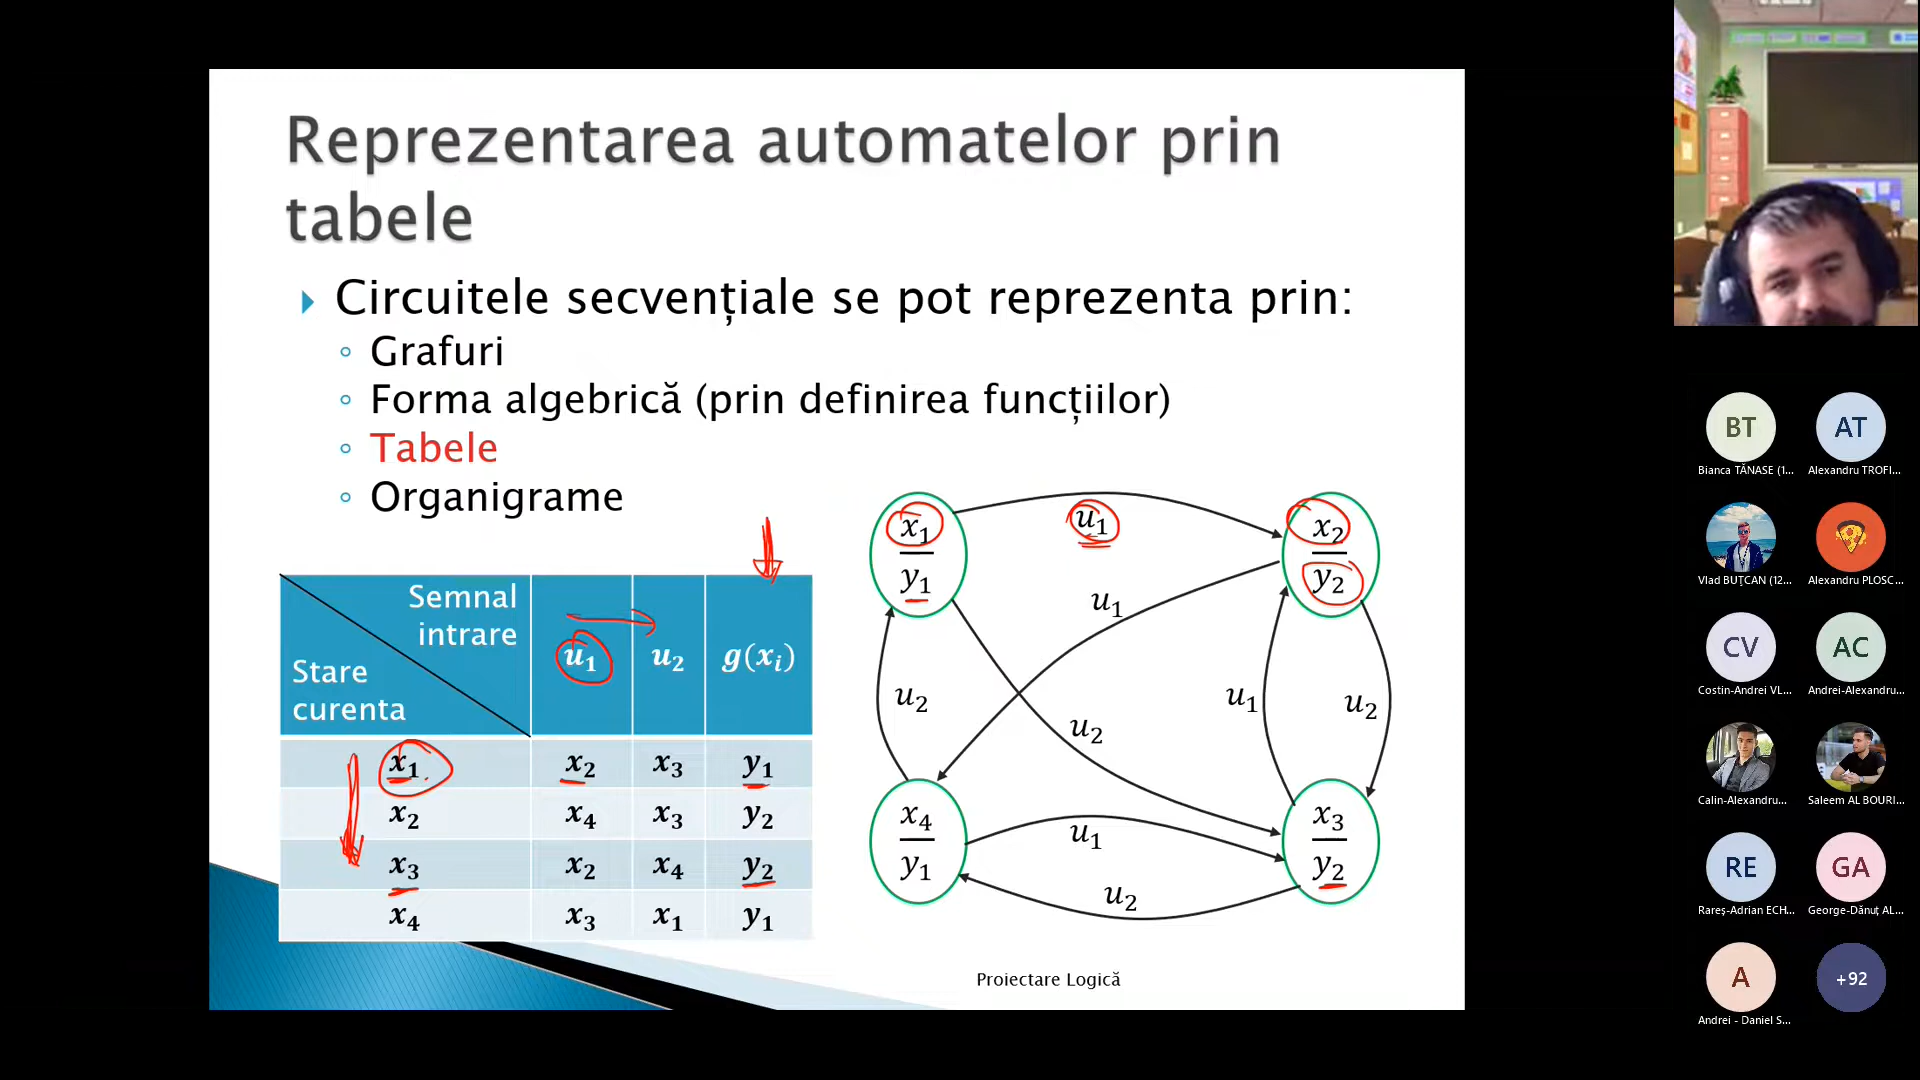 Reprezentarea automatelor prin
tabele
Circuitele secvențiale se pot reprezenta prin:
Grafuri
Forma algebrică (prin definirea funcțiilor)
Tabele
Organigrame
Semnal
intrare
Stare
curenta
u₁ u₂ g(xᵢ)
x₁ x₂ x₃ y₁
x₂ x₄ x₃ y₂
x₃ x₂ x₄ y₂
x₄ x₃ x₁ y₁
x₁
y₁
u₁
x₂
y₂
u₁
u₂
u₂
u₁
u₂
x₄
y₁
u₁
u₂
x₃
y₂
Proiectare Logică
BT
Bianca TĂNASE (1...
AT
Alexandru TROFI...
Vlad BUȚCAN (12...
Alexandru PLOSC...
CV
Costin-Andrei VL...
AC
Andrei-Alexandru...
Calin-Alexandru...
Saleem AL BOURI...
RE
Rareș-Adrian ECH...
GA
George-Dănuț AL...
A
Andrei - Daniel S...
+92